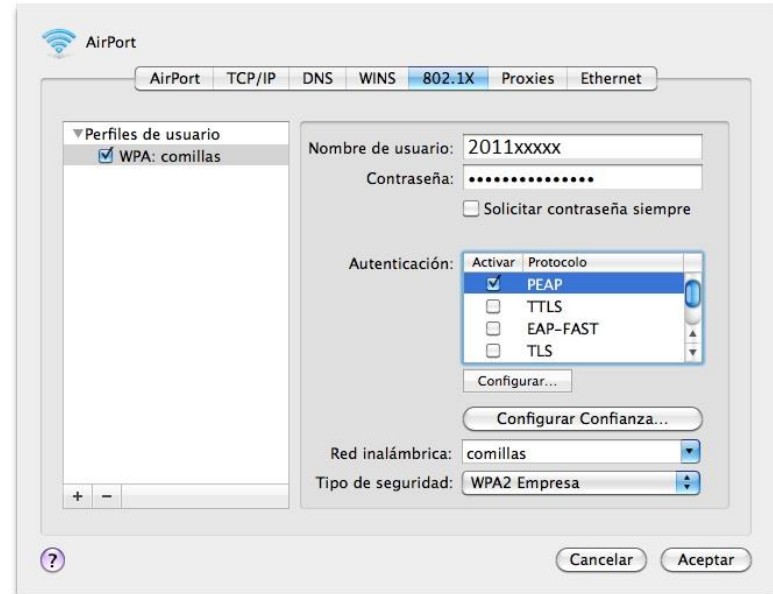 AirPort
AirPort TCP/IP DNS WINS 802.1X Proxies Ethernet
Perfiles de usuario
WPA: comillas
Nombre de usuario: 2011xxxxx
Contraseña: •••••••••••••••
Solicitar contraseña siempre
Autenticación:
Activar Protocolo
PEAP
TTLS
EAP-FAST
TLS
Configurar...
Configurar Confianza...
Red inalámbrica: comillas
Tipo de seguridad: WPA2 Empresa
+ −
? Cancelar Aceptar